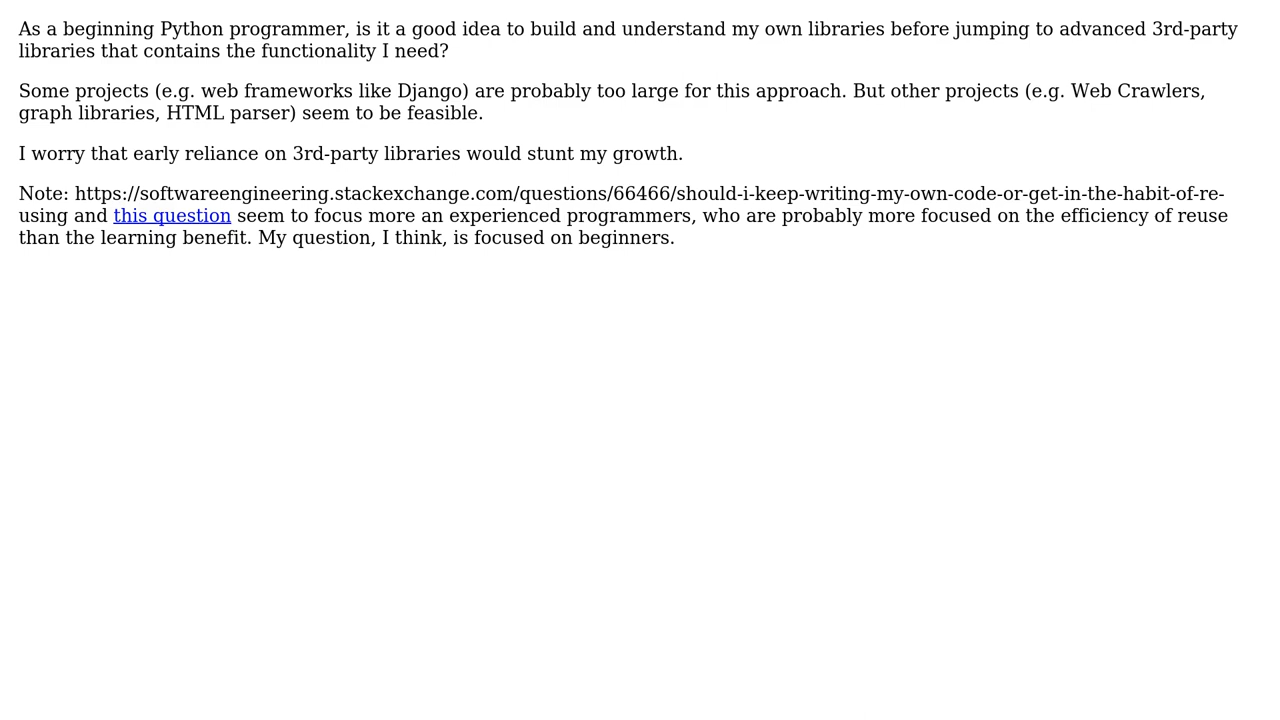 As a beginning Python programmer, is it a good idea to build and understand my own libraries before jumping to advanced 3rd-party
libraries that contains the functionality I need?
Some projects (e.g. web frameworks like Django) are probably too large for this approach. But other projects (e.g. Web Crawlers,
graph libraries, HTML parser) seem to be feasible.
I worry that early reliance on 3rd-party libraries would stunt my growth.
Note: https://softwareengineering.stackexchange.com/questions/66466/should-i-keep-writing-my-own-code-or-get-in-the-habit-of-re-
using and this question seem to focus more an experienced programmers, who are probably more focused on the efficiency of reuse
than the learning benefit. My question, I think, is focused on beginners.